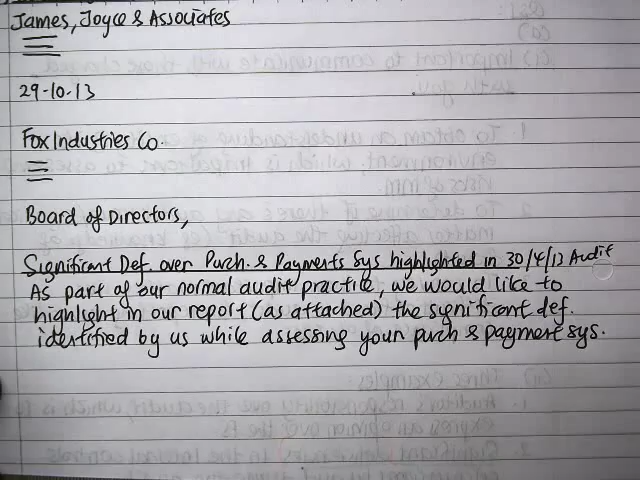 James, Joyce & Associates
29-10-13
Fox Industries Co.
Board of Directors,
Significant Def. over Purch. & Payments Sys highlighted in 30/4/13 Audit
As part of our normal audit practice, we would like to
highlight in our report (as attached) the significant def.
identified by us while assessing your purch & payment sys.